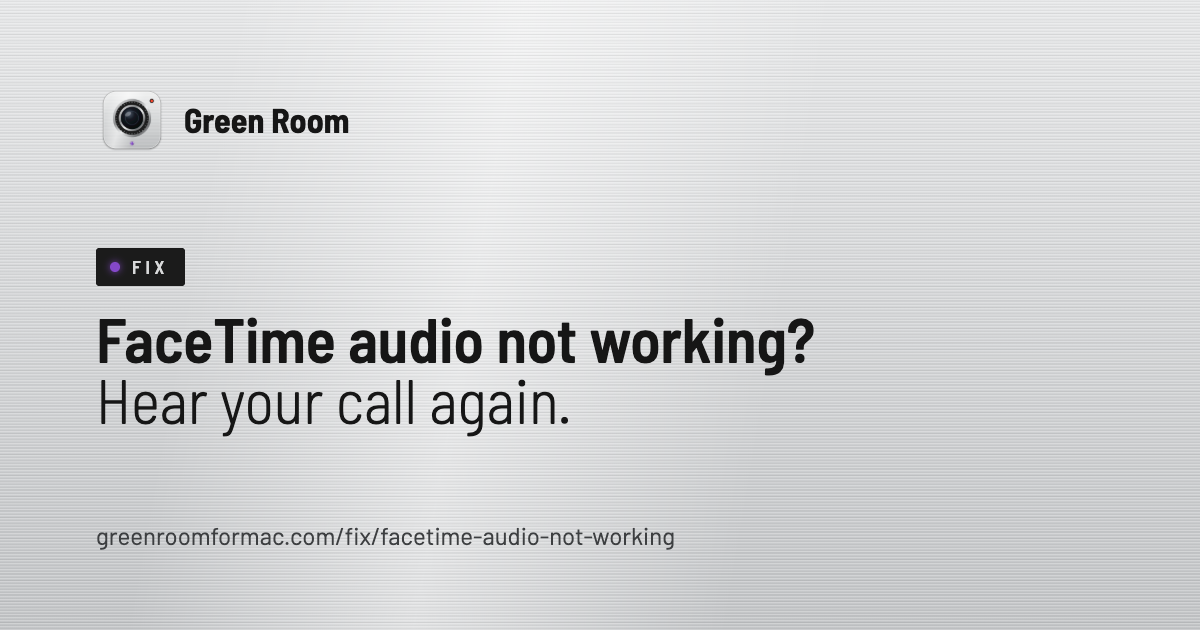 Green Room
FIX
FaceTime audio not working?
Hear your call again.
greenroomformac.com/fix/facetime-audio-not-working